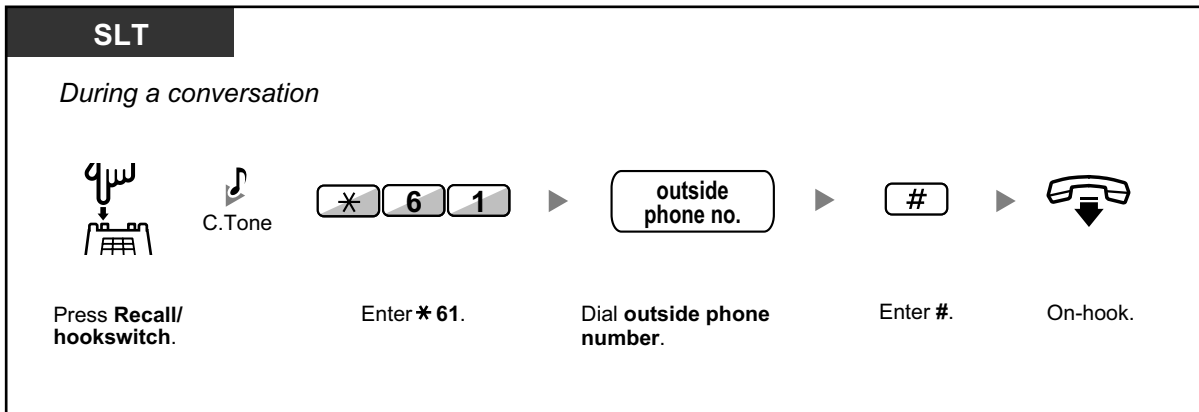 SLT
During a conversation
C.Tone
* 6 1
outside
phone no.
#
Press Recall/
hookswitch.
Enter * 61.
Dial outside phone
number.
Enter #.
On-hook.